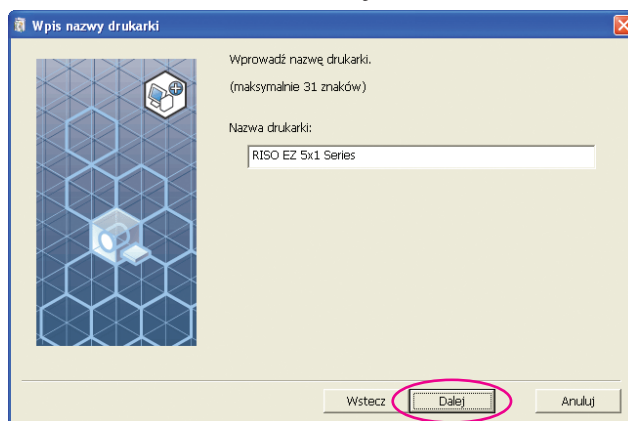 Wpis nazwy drukarki
Wprowadź nazwę drukarki.
(maksymalnie 31 znaków)
Nazwa drukarki:
RISO EZ 5x1 Series
Wstecz Dalej Anuluj